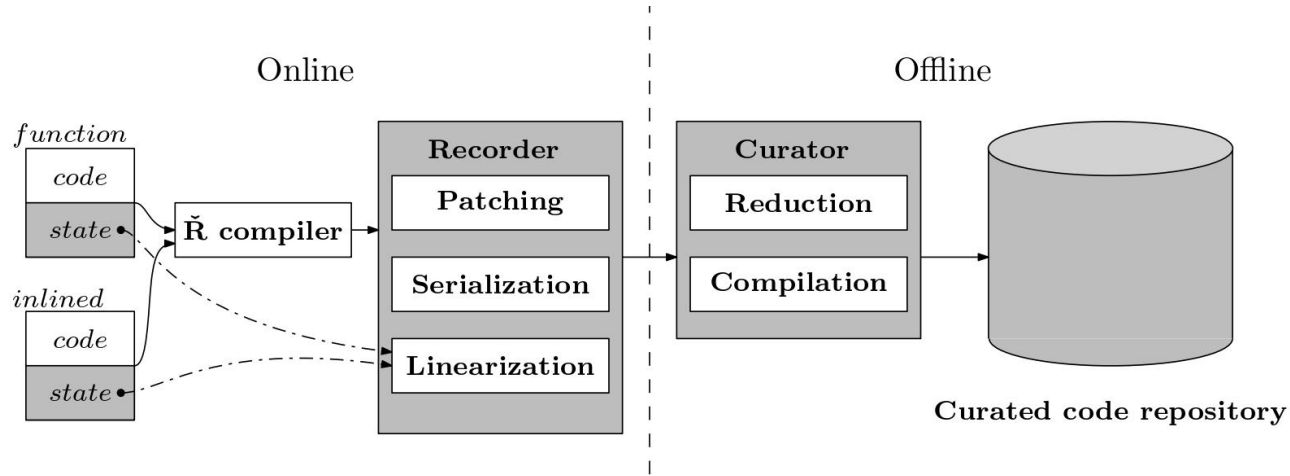 Online
Offline
function
code
state
inlined
code
state
Ř compiler
Recorder
Patching
Serialization
Linearization
Curator
Reduction
Compilation
Curated code repository